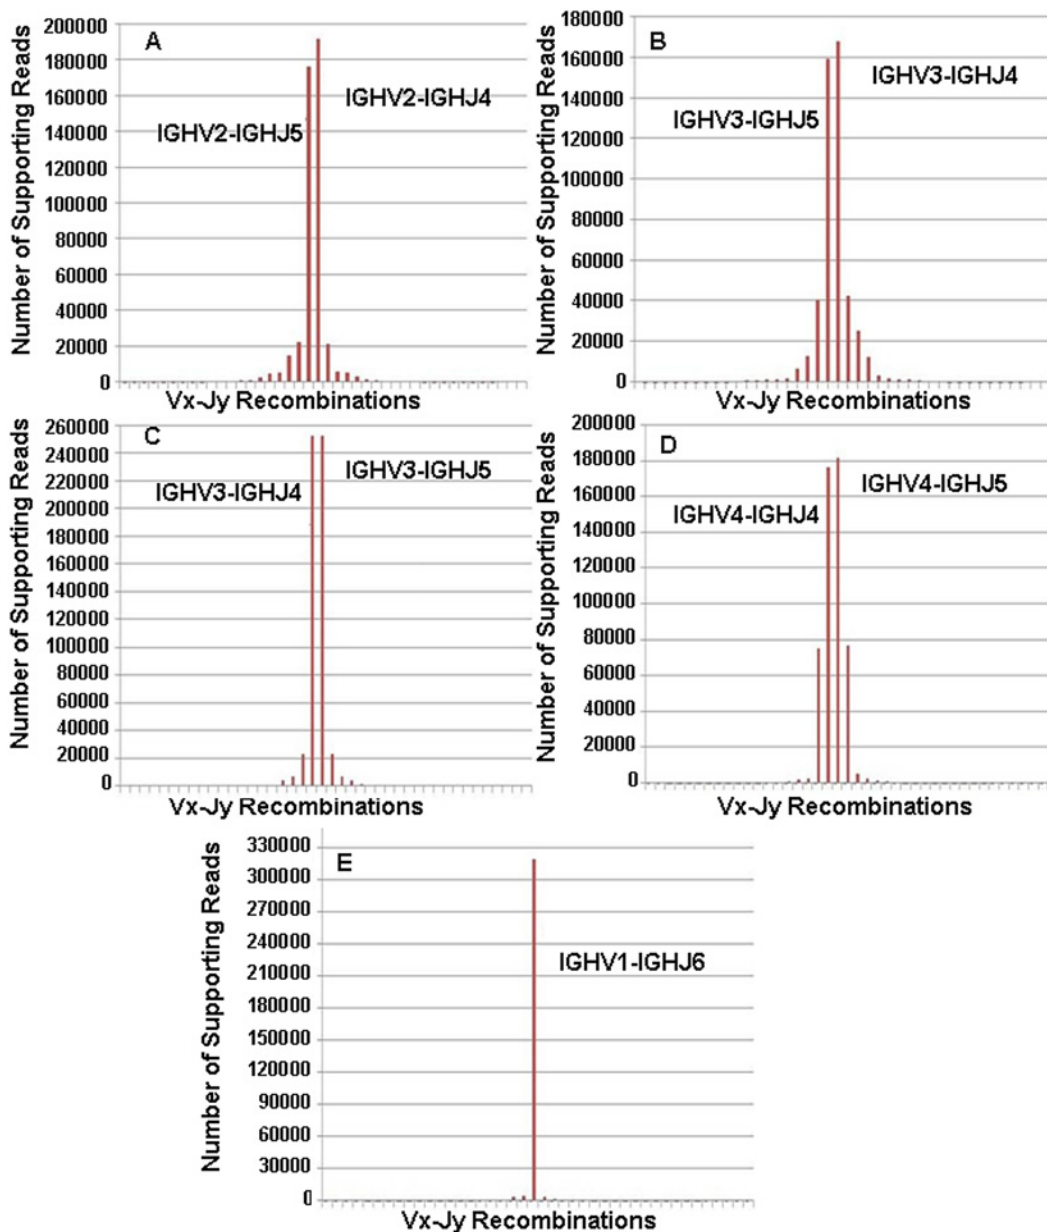 A
Number of Supporting Reads
200000
180000
160000
140000
120000
100000
80000
60000
40000
20000
0
IGHV2-IGHJ4
IGHV2-IGHJ5
Vx-Jy Recombinations
B
Number of Supporting Reads
180000
160000
140000
120000
100000
80000
60000
40000
20000
0
IGHV3-IGHJ4
IGHV3-IGHJ5
Vx-Jy Recombinations
C
Number of Supporting Reads
260000
240000
220000
200000
180000
160000
140000
120000
100000
80000
60000
40000
20000
0
IGHV3-IGHJ5
IGHV3-IGHJ4
Vx-Jy Recombinations
D
Number of Supporting Reads
200000
180000
160000
140000
120000
100000
80000
60000
40000
20000
0
IGHV4-IGHJ5
IGHV4-IGHJ4
Vx-Jy Recombinations
E
Number of Supporting Reads
330000
300000
270000
240000
210000
180000
150000
120000
90000
60000
30000
0
IGHV1-IGHJ6
Vx-Jy Recombinations